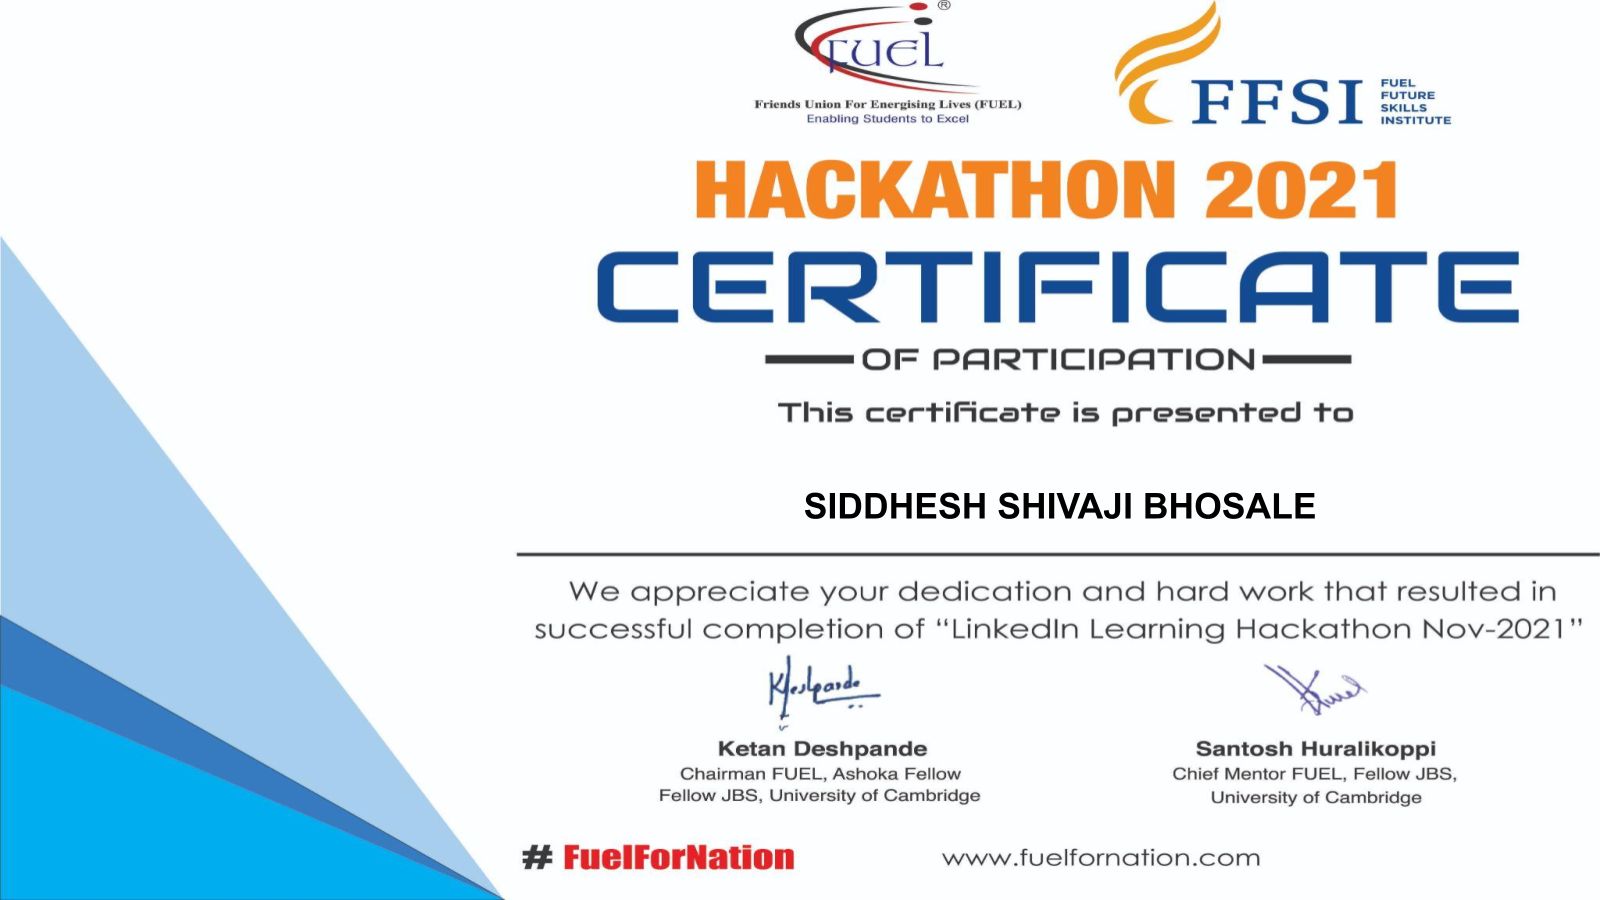 FUEL ®
Friends Union For Energising Lives (FUEL)
Enabling Students to Excel
FFSI
FUEL
FUTURE
SKILLS
INSTITUTE
HACKATHON 2021
CERTIFICATE
OF PARTICIPATION
This certificate is presented to
SIDDHESH SHIVAJI BHOSALE
We appreciate your dedication and hard work that resulted in
successful completion of “LinkedIn Learning Hackathon Nov-2021”
Ketan Deshpande
Chairman FUEL, Ashoka Fellow
Fellow JBS, University of Cambridge
Santosh Huralikoppi
Chief Mentor FUEL, Fellow JBS,
University of Cambridge
# FuelForNation
www.fuelfornation.com